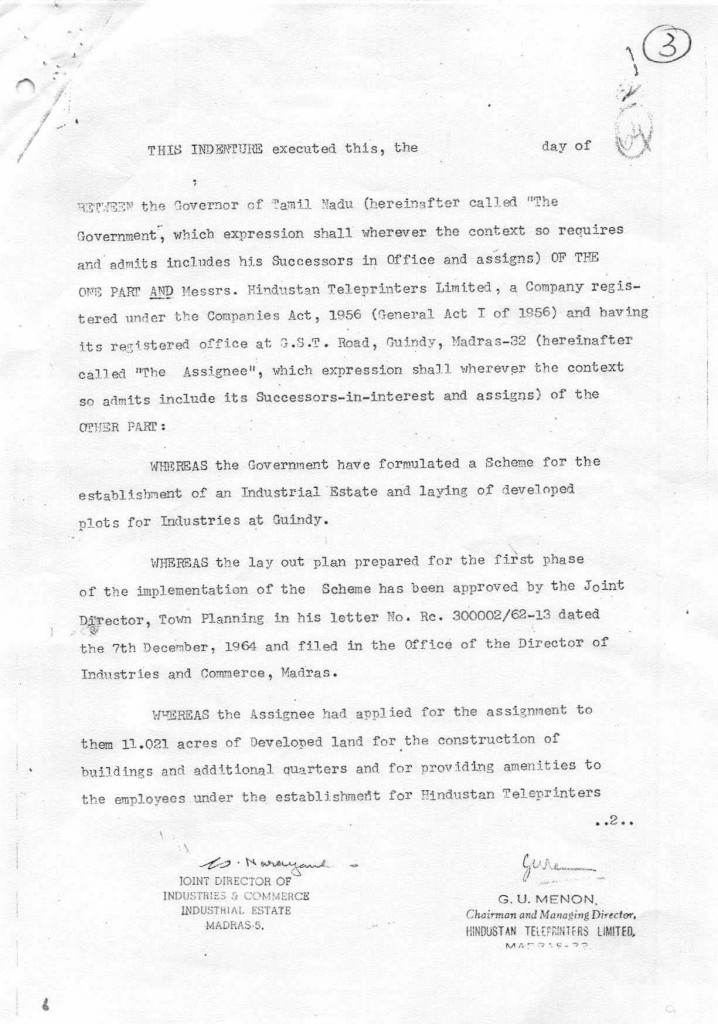 3
THIS INDENTURE executed this, the day of
BETWEEN the Governor of Tamil Nadu (hereinafter called "The
Government", which expression shall wherever the context so requires
and admits includes his Successors in Office and assigns) OF THE
ONE PART AND Messrs. Hindustan Teleprinters Limited, a Company regis-
tered under the Companies Act, 1956 (General Act I of 1956) and having
its registered office at G.S.T. Road, Guindy, Madras-32 (hereinafter
called "The Assignee", which expression shall wherever the context
so admits include its Successors-in-interest and assigns) of the
OTHER PART:
WHEREAS the Government have formulated a Scheme for the
establishment of an Industrial Estate and laying of developed
plots for Industries at Guindy.
WHEREAS the lay out plan prepared for the first phase
of the implementation of the Scheme has been approved by the Joint
Director, Town Planning in his letter No. Rc. 300002/62-13 dated
the 7th December, 1964 and filed in the Office of the Director of
Industries and Commerce, Madras.
WHEREAS the Assignee had applied for the assignment to
them 11.021 acres of Developed land for the construction of
buildings and additional quarters and for providing amenities to
the employees under the establishment for Hindustan Teleprinters
..2..
JOINT DIRECTOR OF
INDUSTRIES & COMMERCE
INDUSTRIAL ESTATE
MADRAS-5.
G. U. MENON,
Chairman and Managing Director,
HINDUSTAN TELEPRINTERS LIMITED,
6